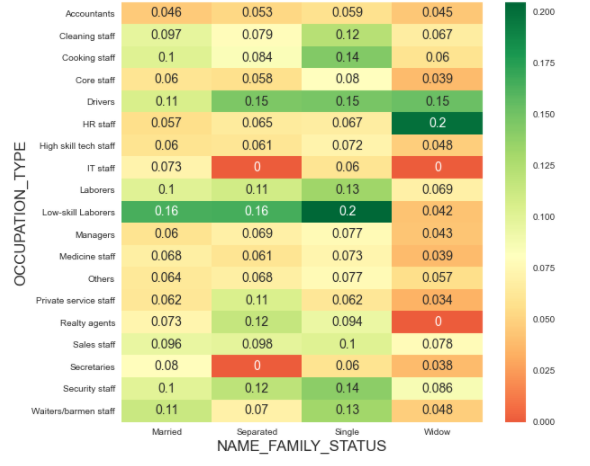 Accountants 0.046 0.053 0.059 0.045
Cleaning staff 0.097 0.079 0.12 0.067
Cooking staff 0.1 0.084 0.14 0.06
Core staff 0.06 0.058 0.08 0.039
Drivers 0.11 0.15 0.15 0.15
HR staff 0.057 0.065 0.067 0.2
High skill tech staff 0.06 0.061 0.072 0.048
IT staff 0.073 0 0.06 0
Laborers 0.1 0.11 0.13 0.069
Low-skill Laborers 0.16 0.16 0.2 0.042
Managers 0.06 0.069 0.077 0.043
Medicine staff 0.068 0.061 0.073 0.039
Others 0.064 0.068 0.077 0.057
Private service staff 0.062 0.11 0.062 0.034
Realty agents 0.073 0.12 0.094 0
Sales staff 0.096 0.098 0.1 0.078
Secretaries 0.08 0 0.06 0.038
Security staff 0.1 0.12 0.14 0.086
Waiters/barmen staff 0.11 0.07 0.13 0.048
Married Separated Single Widow
NAME_FAMILY_STATUS
OCCUPATION_TYPE
0.200
0.175
0.150
0.125
0.100
0.075
0.050
0.025
0.000